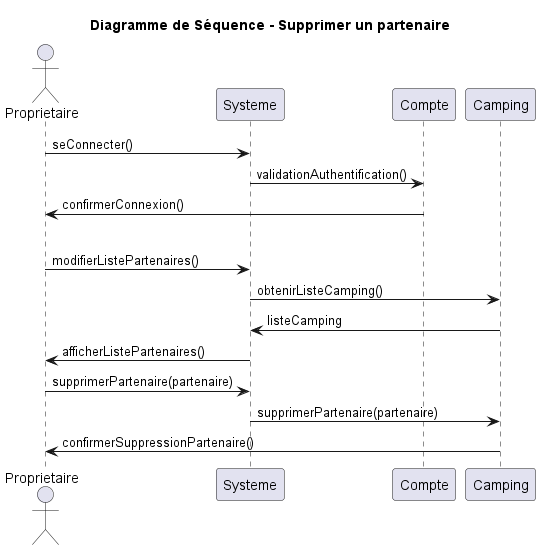 Diagramme de Séquence - Supprimer un partenaire
Proprietaire
Systeme
Compte
Camping
seConnecter()
validationAuthentification()
confirmerConnexion()
modifierListePartenaires()
obtenirListeCamping()
listeCamping
afficherListePartenaires()
supprimerPartenaire(partenaire)
supprimerPartenaire(partenaire)
confirmerSuppressionPartenaire()
Proprietaire
Systeme
Compte
Camping